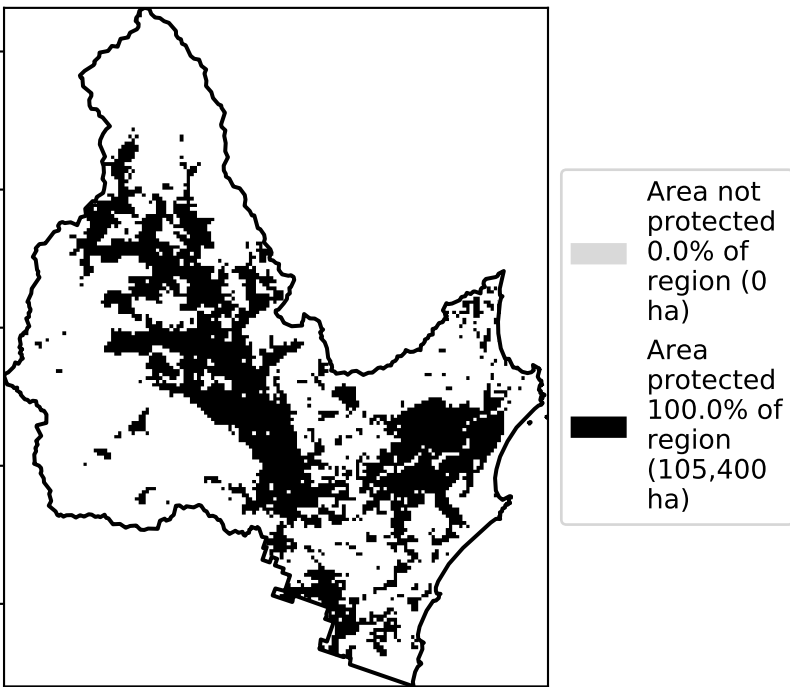 Area not
protected
0.0% of
region (0
ha)
Area
protected
100.0% of
region
(105,400
ha)